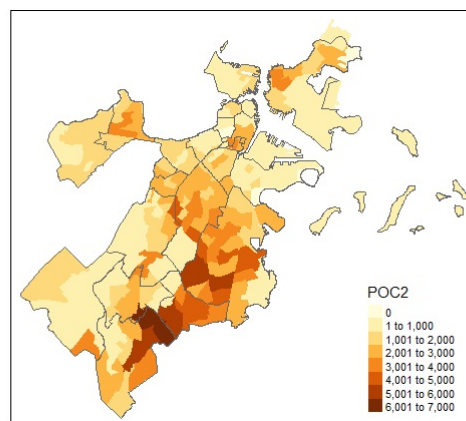 POC2
0
1 to 1,000
1,001 to 2,000
2,001 to 3,000
3,001 to 4,000
4,001 to 5,000
5,001 to 6,000
6,001 to 7,000